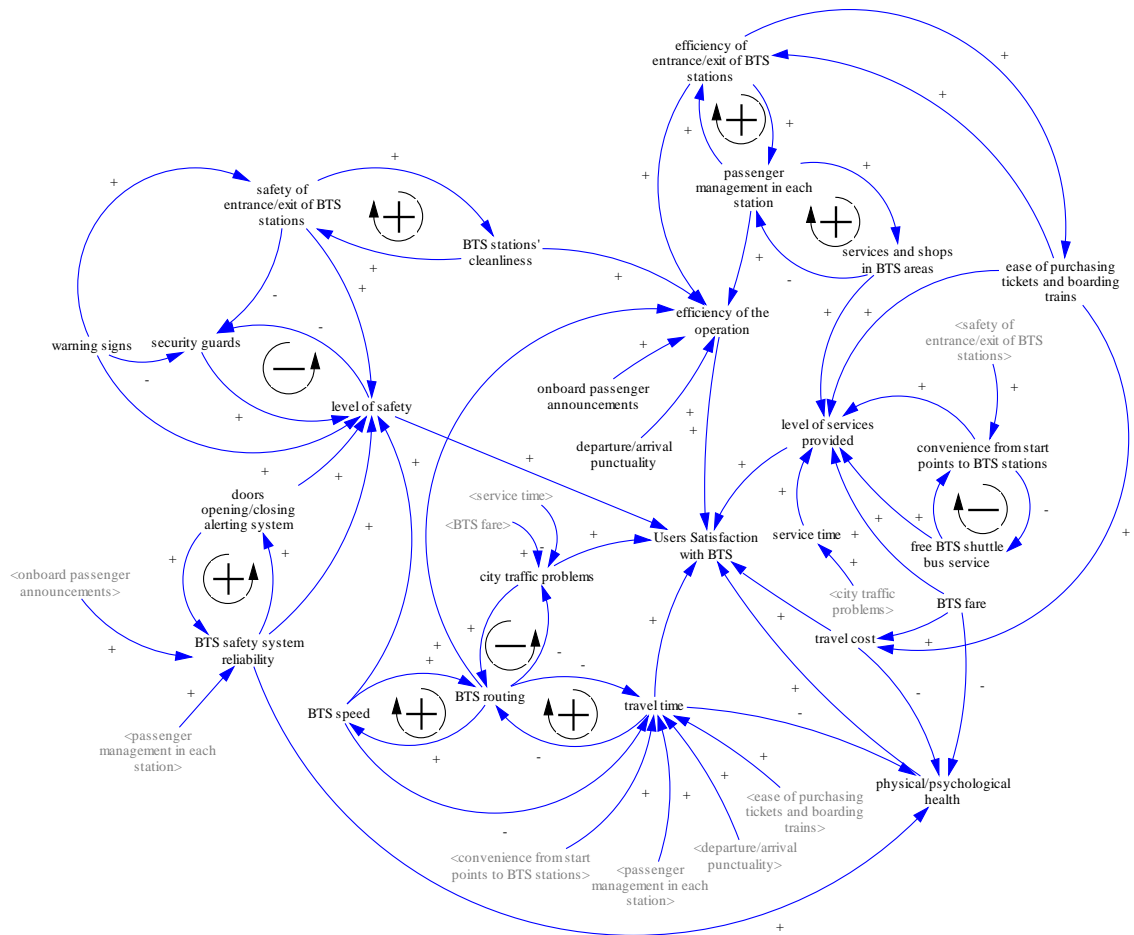 efficiency of
entrance/exit of BTS
stations
passenger
management in each
station
safety of
entrance/exit of BTS
stations
BTS stations'
cleanliness
services and shops
in BTS areas
ease of purchasing
tickets and boarding
trains
efficiency of the
operation
<safety of
entrance/exit of BTS
stations>
warning signs
security guards
onboard passenger
announcements
level of safety
departure/arrival
punctuality
level of services
provided
convenience from start
points to BTS stations
doors
opening/closing
alerting system
<service time>
<BTS fare>
Users Satisfaction
with BTS
service time
free BTS shuttle
bus service
<onboard passenger
announcements>
city traffic problems
<city traffic
problems>
BTS fare
BTS safety system
reliability
travel cost
BTS routing
BTS speed
travel time
<passenger
management in each
station>
physical/psychological
health
<ease of purchasing
tickets and boarding
trains>
<convenience from start
points to BTS stations>
<departure/arrival
punctuality>
<passenger
management in each
station>